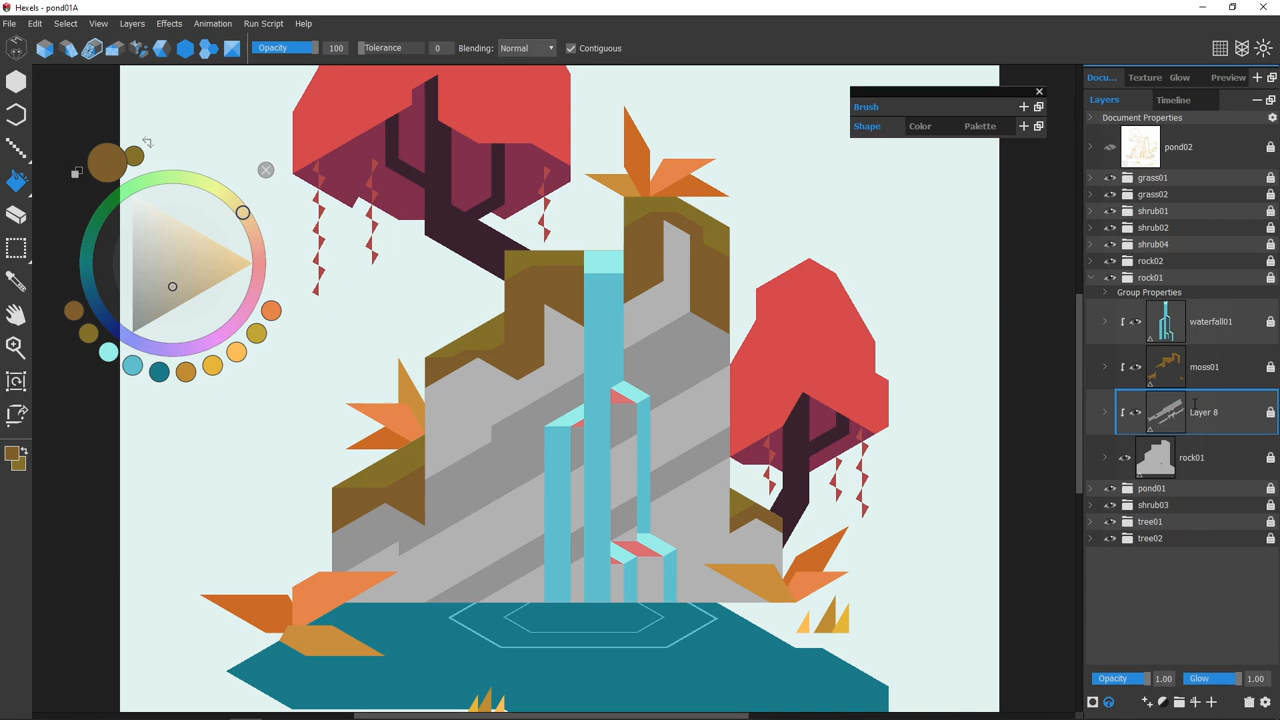 Hexels - pond01A
File Edit Select View Layers Effects Animation Run Script Help
Opacity 100 Tolerance 0 Blending: Normal Contiguous
Docu... Texture Glow Preview
Layers Timeline
Brush
Shape Color Palette
Document Properties
pond02
grass01
grass02
shrub01
shrub02
shrub04
rock02
rock01
Group Properties
waterfall01
moss01
Layer 8
rock01
pond01
shrub03
tree01
tree02
Opacity 1.00 Glow 1.00